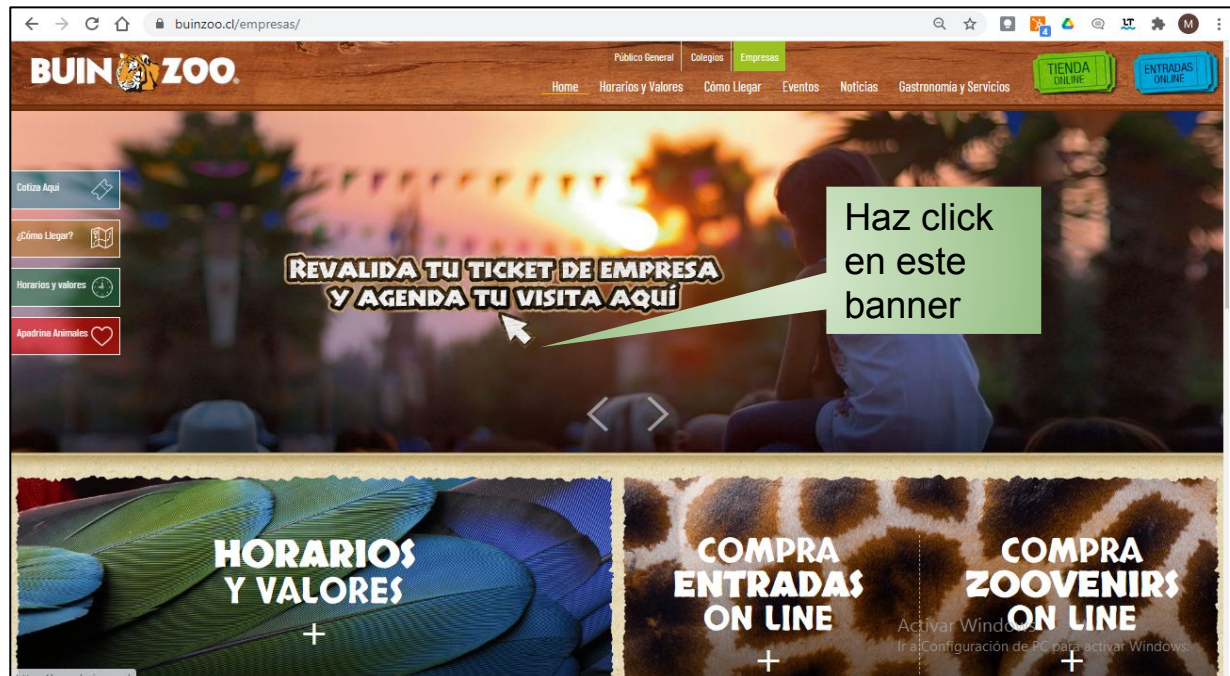 buinzoo.cl/empresas/
4
M
BUIN ZOO.
Público General
Colegios
Empresas
Home
Horarios y Valores
Cómo Llegar
Eventos
Noticias
Gastronomía y Servicios
TIENDA
ONLINE
ENTRADAS
ONLINE
Cotiza Aquí
¿Cómo Llegar?
Horarios y valores
Apadrina Animales
REVALIDA TU TICKET DE EMPRESA
Y AGENDA TU VISITA AQUÍ
Haz click
en este
banner
HORARIOS
Y VALORES
+
COMPRA
ENTRADAS
ON LINE
+
COMPRA
ZOOVENIRS
ON LINE
+
Activar Windows
Ir a Configuración de PC para activar Windows.